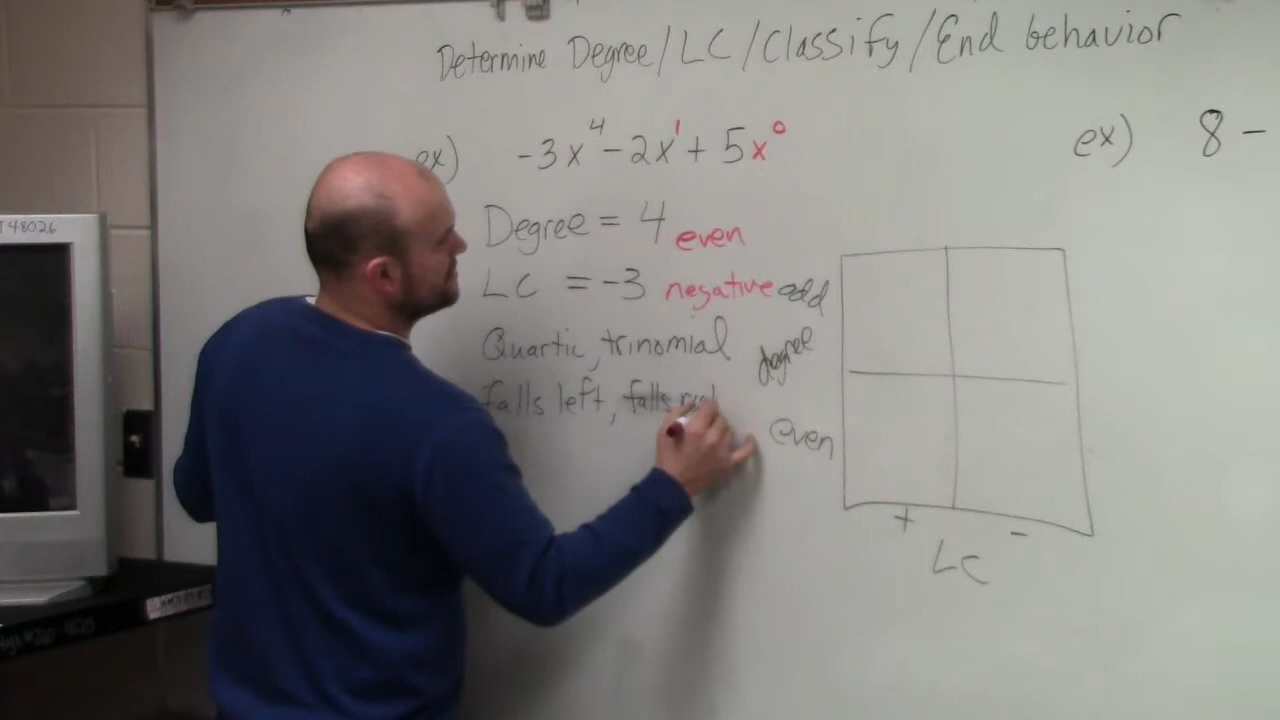 Determine Degree/LC/Classify/End behavior
ex) -3x⁴-2x¹+5x⁰
ex) 8-
Degree = 4 even
LC = -3 negative
Quartic, trinomial
falls left, falls
odd
degree
even
+ -
LC
T48026